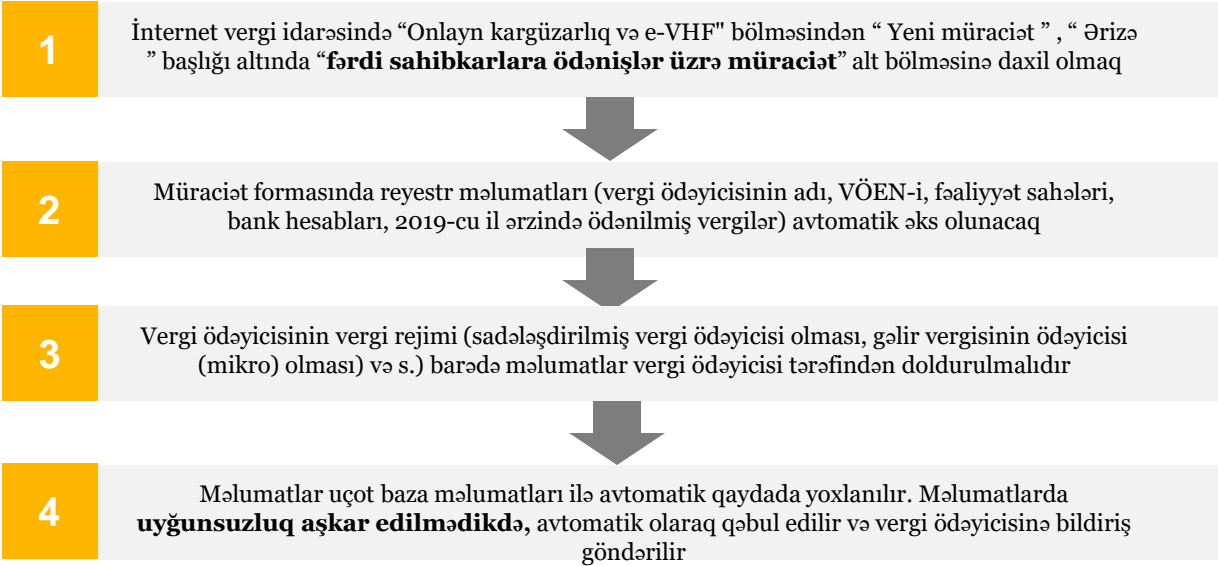 1
İnternet vergi idarəsində “Onlayn kargüzarlıq və e-VHF" bölməsindən “ Yeni müraciət ” , “ Ərizə
” başlığı altında “fərdi sahibkarlara ödənişlər üzrə müraciət” alt bölməsinə daxil olmaq
2
Müraciət formasında reyestr məlumatları (vergi ödəyicisinin adı, VÖEN-i, fəaliyyət sahələri,
bank hesabları, 2019-cu il ərzində ödənilmiş vergilər) avtomatik əks olunacaq
3
Vergi ödəyicisinin vergi rejimi (sadələşdirilmiş vergi ödəyicisi olması, gəlir vergisinin ödəyicisi
(mikro) olması) və s.) barədə məlumatlar vergi ödəyicisi tərəfindən doldurulmalıdır
4
Məlumatlar uçot baza məlumatları ilə avtomatik qaydada yoxlanılır. Məlumatlarda
uyğunsuzluq aşkar edilmədikdə, avtomatik olaraq qəbul edilir və vergi ödəyicisinə bildiriş
göndərilir